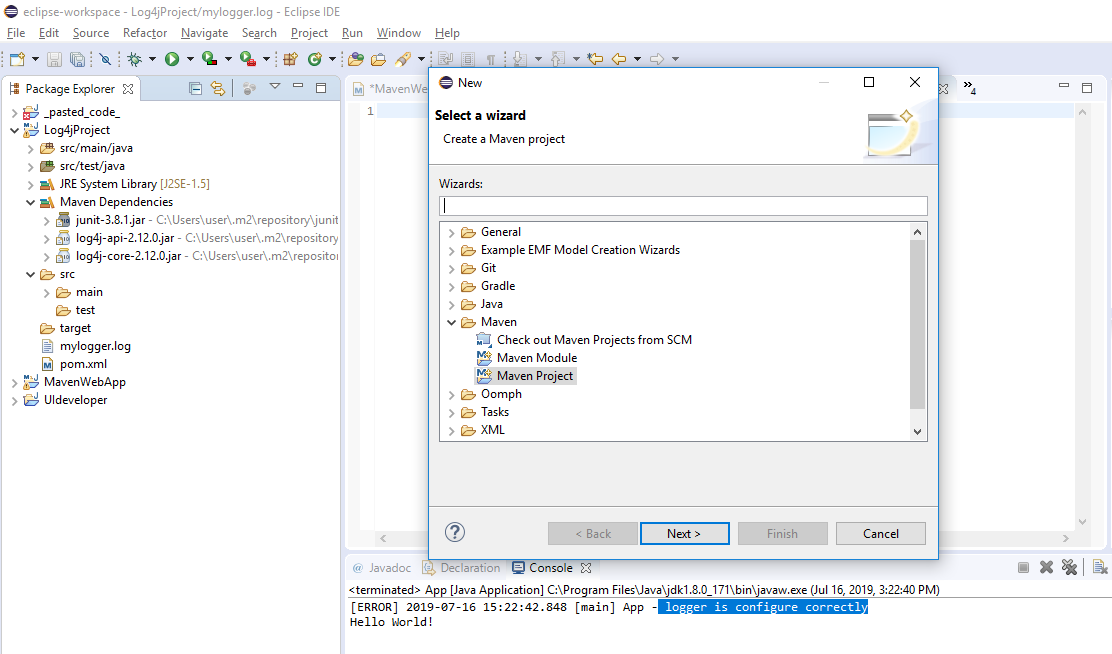 eclipse-workspace - Log4jProject/mylogger.log - Eclipse IDE
File Edit Source Refactor Navigate Search Project Run Window Help
Package Explorer
_pasted_code_
Log4jProject
src/main/java
src/test/java
JRE System Library [J2SE-1.5]
Maven Dependencies
junit-3.8.1.jar - C:\Users\user\.m2\repository\junit
log4j-api-2.12.0.jar - C:\Users\user\.m2\repository
log4j-core-2.12.0.jar - C:\Users\user\.m2\reposito
src
main
test
target
mylogger.log
pom.xml
MavenWebApp
UIdeveloper
*MavenWe
4
1
New
Select a wizard
Create a Maven project
Wizards:
General
Example EMF Model Creation Wizards
Git
Gradle
Java
Maven
Check out Maven Projects from SCM
Maven Module
Maven Project
Oomph
Tasks
XML
< Back Next > Finish Cancel
Javadoc Declaration Console
<terminated> App [Java Application] C:\Program Files\Java\jdk1.8.0_171\bin\javaw.exe (Jul 16, 2019, 3:22:40 PM)
[ERROR] 2019-07-16 15:22:42.848 [main] App - logger is configure correctly
Hello World!